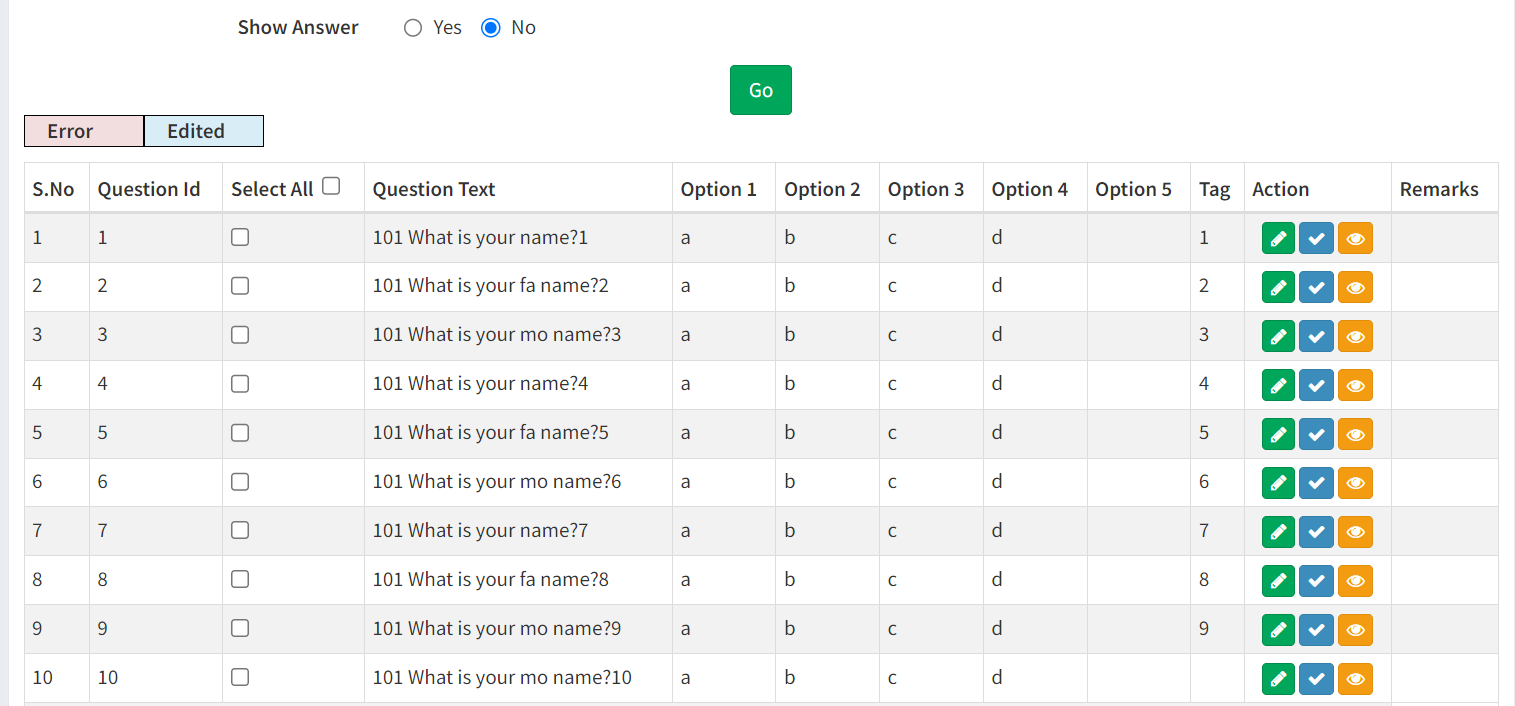 Show Answer Yes No
Go
Error Edited
S.No Question Id Select All Question Text Option 1 Option 2 Option 3 Option 4 Option 5 Tag Action Remarks
1 1 101 What is your name?1 a b c d 1
2 2 101 What is your fa name?2 a b c d 2
3 3 101 What is your mo name?3 a b c d 3
4 4 101 What is your name?4 a b c d 4
5 5 101 What is your fa name?5 a b c d 5
6 6 101 What is your mo name?6 a b c d 6
7 7 101 What is your name?7 a b c d 7
8 8 101 What is your fa name?8 a b c d 8
9 9 101 What is your mo name?9 a b c d 9
10 10 101 What is your mo name?10 a b c d